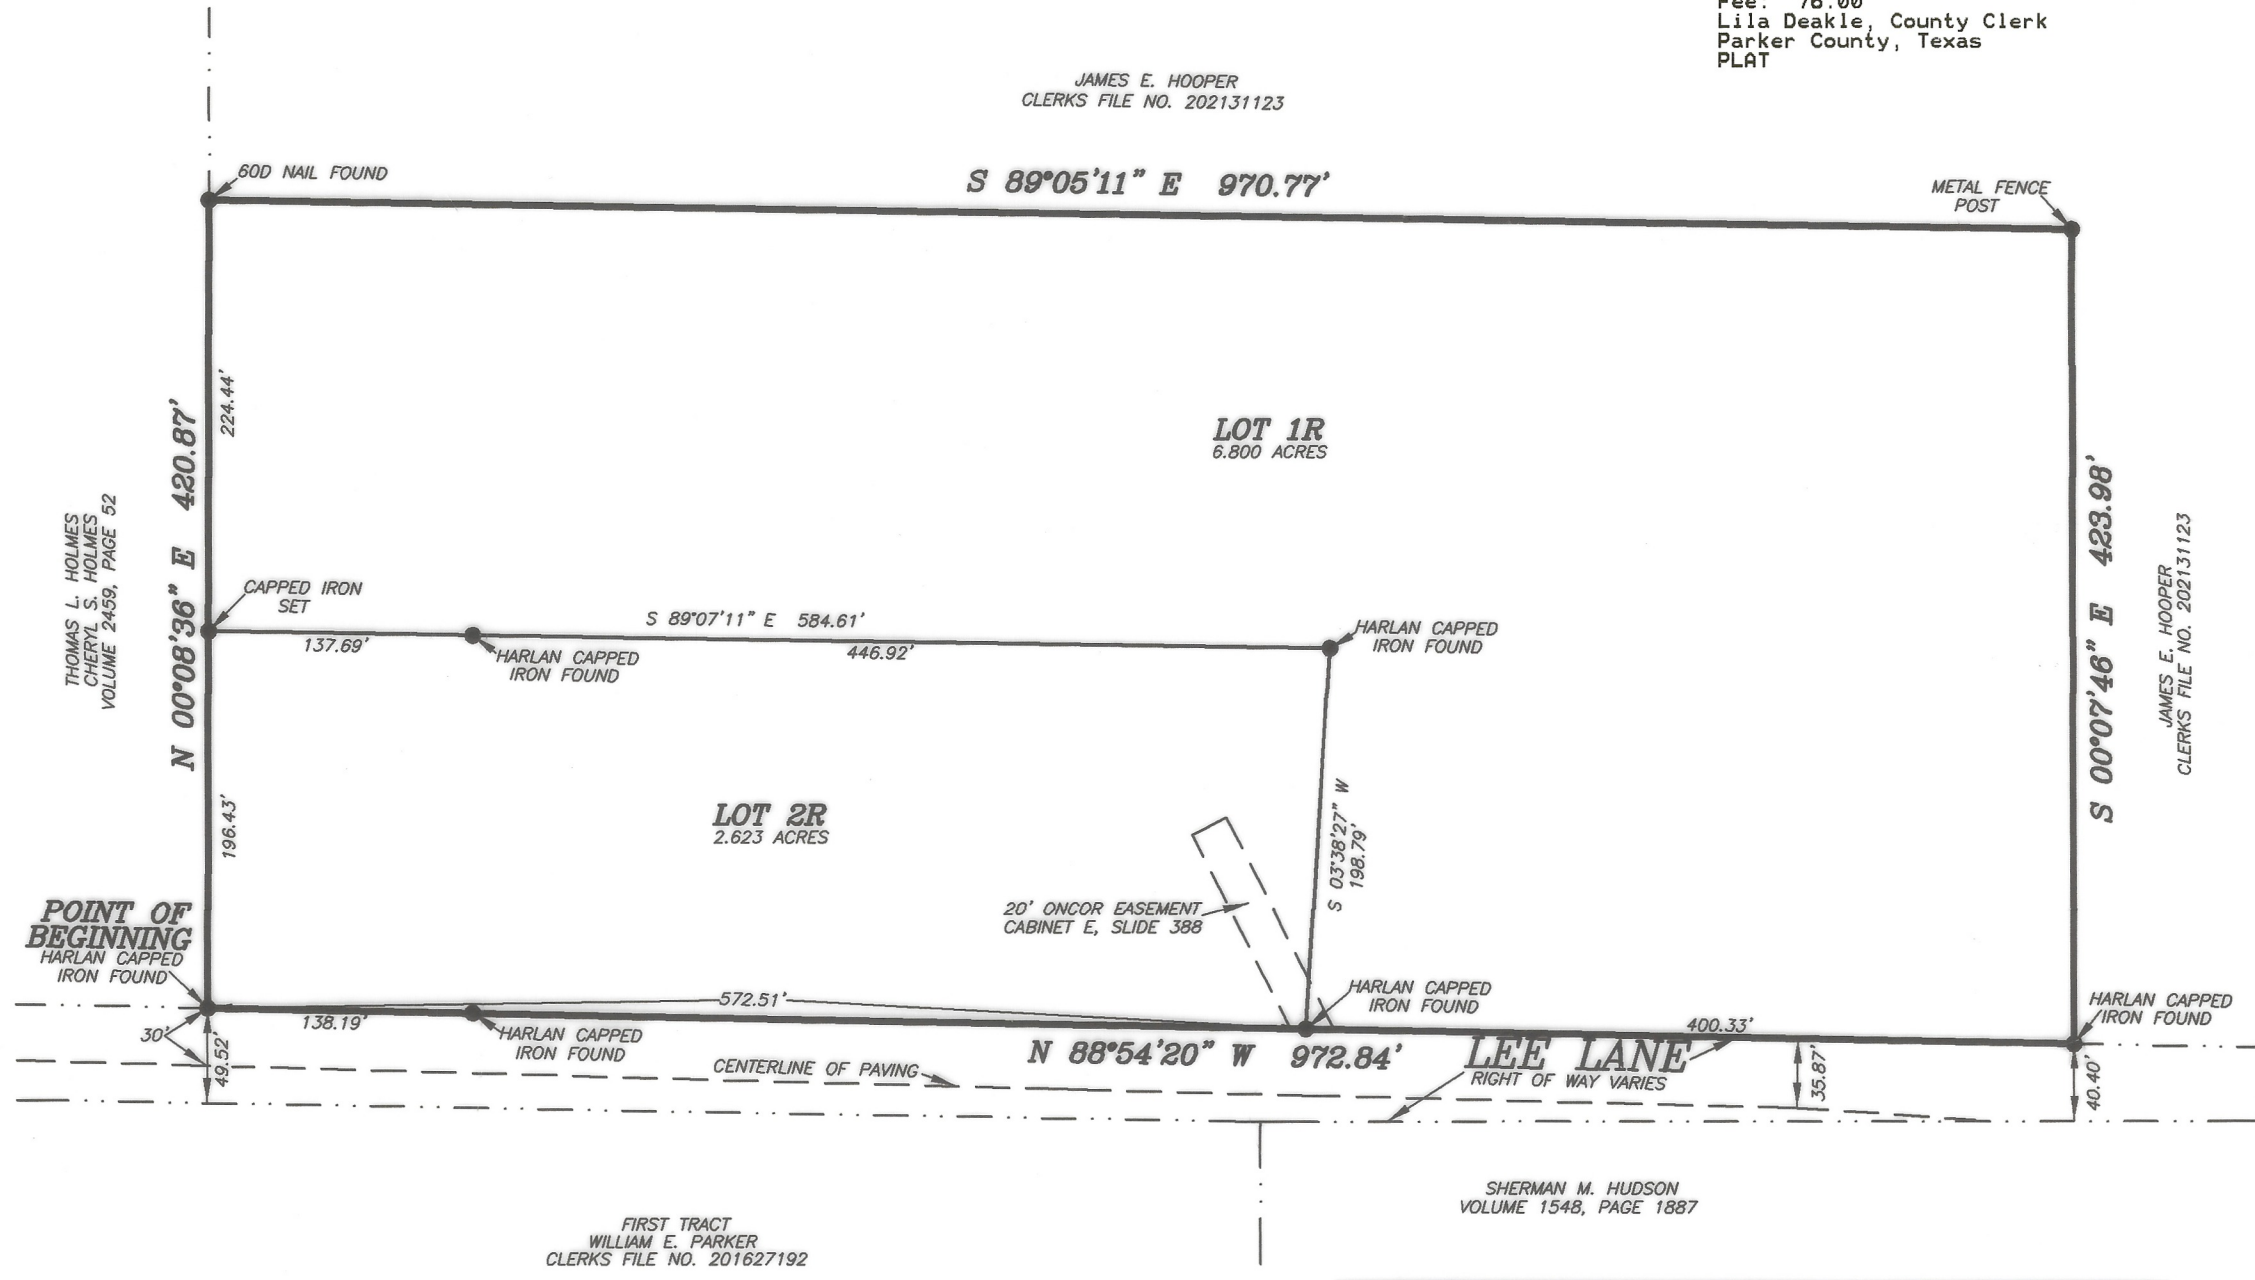 Fee: 76.00
Lila Deakle, County Clerk
Parker County, Texas
PLAT
JAMES E. HOOPER
CLERKS FILE NO. 202131123
60D NAIL FOUND
S 89°05'11" E 970.77'
METAL FENCE
POST
224.44'
N 00°08'36" E 420.87'
LOT 1R
6.800 ACRES
S 00°07'46" E 423.98'
JAMES E. HOOPER
CLERKS FILE NO. 202131123
THOMAS L. HOLMES
CHERYL S. HOLMES
VOLUME 2459, PAGE 52
CAPPED IRON
SET
S 89°07'11" E 584.61'
137.69'
446.92'
HARLAN CAPPED
IRON FOUND
HARLAN CAPPED
IRON FOUND
196.43'
LOT 2R
2.623 ACRES
S 03°38'27" W
198.79'
20' ONCOR EASEMENT
CABINET E, SLIDE 388
POINT OF
BEGINNING
HARLAN CAPPED
IRON FOUND
572.51'
138.19'
HARLAN CAPPED
IRON FOUND
HARLAN CAPPED
IRON FOUND
400.33'
HARLAN CAPPED
IRON FOUND
30'
49.52'
N 88°54'20" W 972.84'
LEE LANE
RIGHT OF WAY VARIES
CENTERLINE OF PAVING
35.87'
40.40'
SHERMAN M. HUDSON
VOLUME 1548, PAGE 1887
FIRST TRACT
WILLIAM E. PARKER
CLERKS FILE NO. 201627192